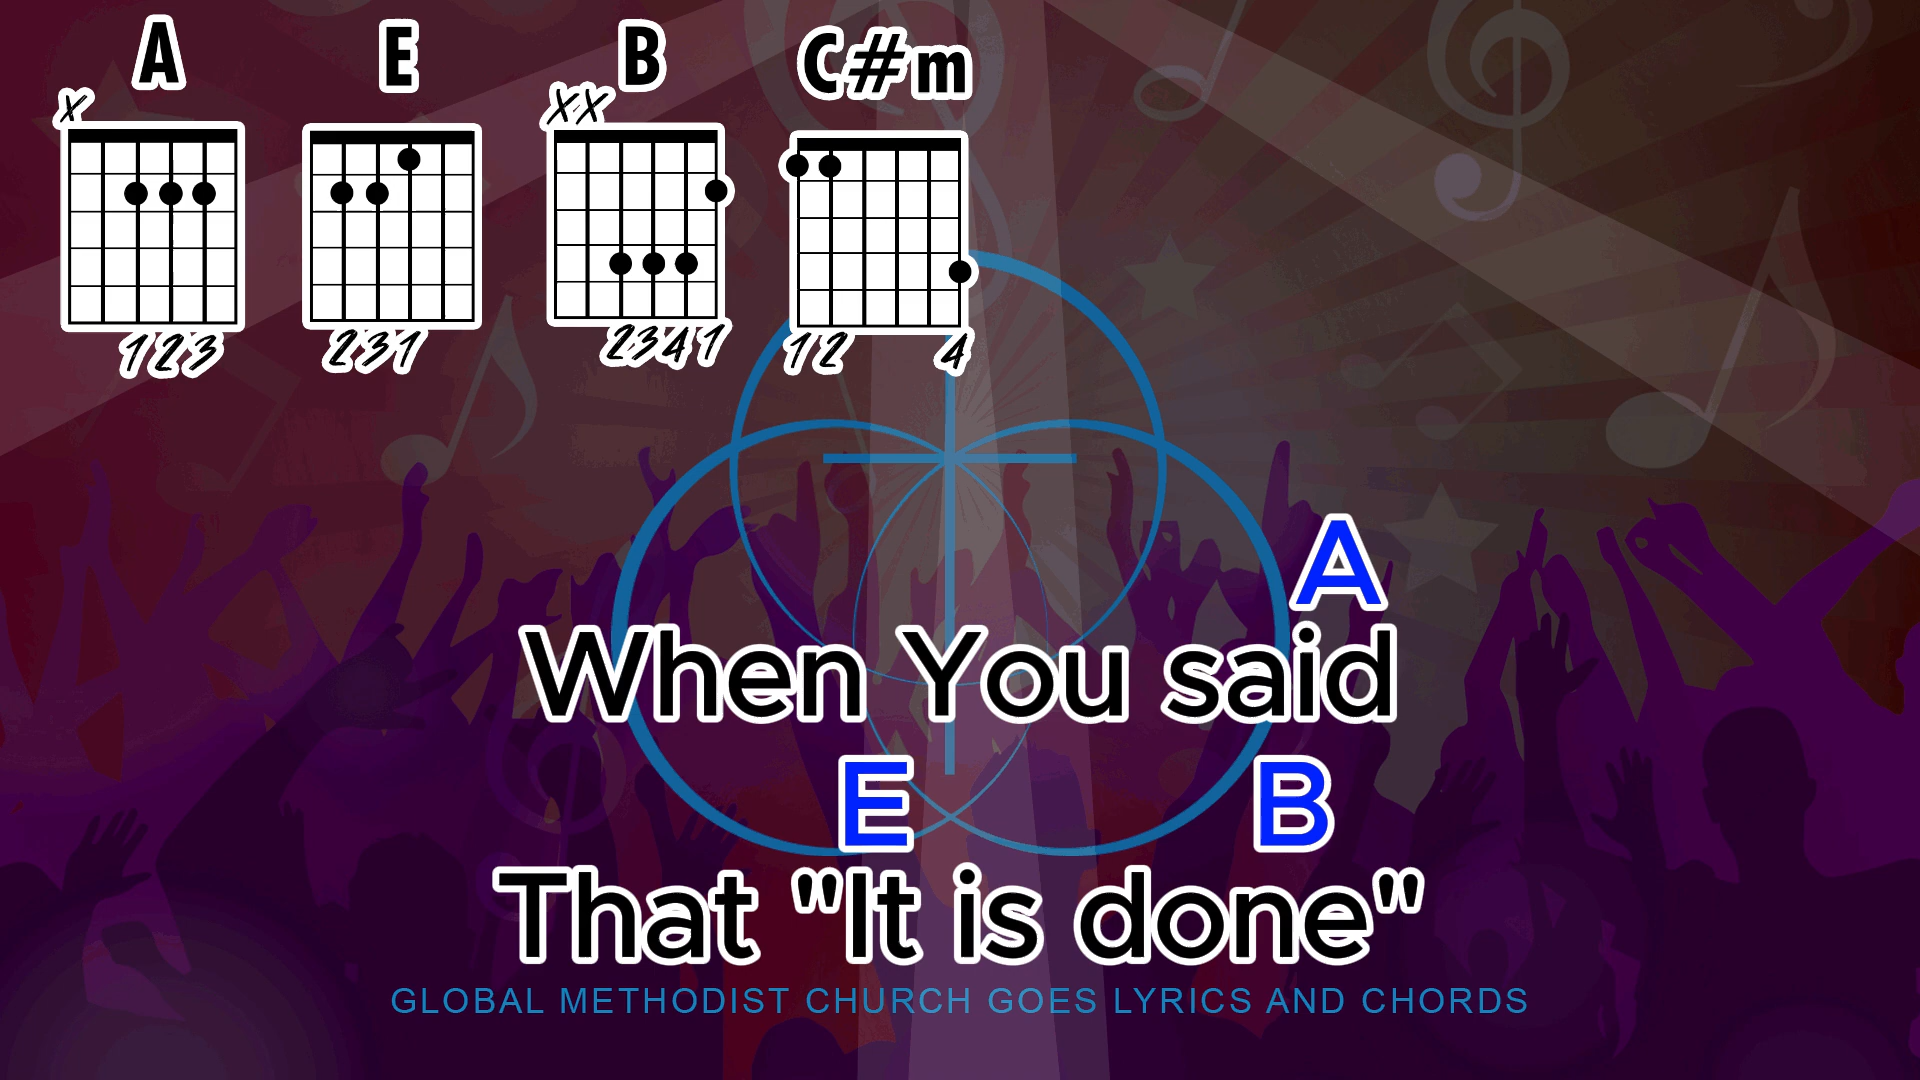 A E B C#m
X XX
123 231 2341 12 4
A
When You said
E B
That "It is done"
GLOBAL METHODIST CHURCH GOES LYRICS AND CHORDS